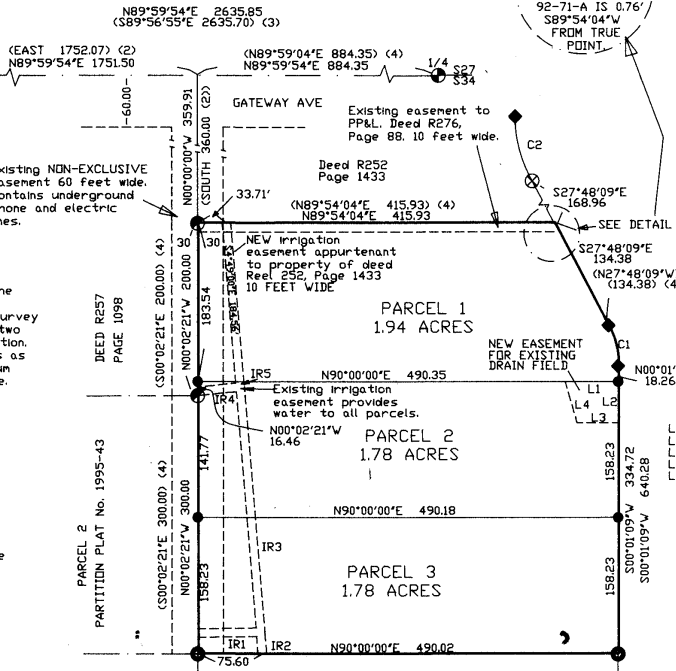 N89°59'54"E 2635.85
(S89°56'55"E 2635.70) (3)
92-71-A IS 0.76'
S89°54'04"W
FROM TRUE
POINT.
(EAST 1752.07) (2)
N89°59'54"E 1751.50
(N89°59'04"E 884.35) (4)
N89°59'54"E 884.35
1/4
S27
S34
-60.00-
N00°00'00"W 359.91
(SOUTH 360.00 (2))
GATEWAY AVE
Existing easement to
PP&L. Deed R276,
Page 88. 10 feet wide.
C2
xisting NON-EXCLUSIVE
asement 60 feet wide.
ontains underground
hone and electric
nes.
Deed R252
Page 1433
S27°48'09"E
168.96
33.71'
(N89°54'04"E 415.93) (4)
N89°54'04"E 415.93
SEE DETAIL
30
30
NEW irrigation
easement appurtenant
to property of deed
Reel 252, Page 1433
10 FEET WIDE
S27°48'09"E
134.38
(N27°48'09"W
(134.38) (4
DEED R257
PAGE 1098
(S00°02'21"E 200.00) (4)
N00°02'21"W 200.00
183.54
PARCEL 1
1.94 ACRES
he
urvey
two
tion.
s as
um
e.
NEW EASEMENT
FOR EXISTING
DRAIN FIELD
C1
IR5
N90°00'00"E 490.35
N00°01'
18.26
L1
L4
L2
L3
IR4
Existing irrigation
easement provides
water to all parcels.
N00°02'21"W
16.46
PARCEL 2
1.78 ACRES
141.77
158.23
334.72
640.28
PARCEL 2
PARTITION PLAT No. 1995-43
(S00°02'21"E 300.00) (4)
N00°02'21"W 300.00
N90°00'00"E 490.18
IR3
S00°01'09"W
S00°01'09"W
e
158.23
PARCEL 3
1.78 ACRES
158.23
IR1
IR2
75.60
N90°00'00"E 490.02